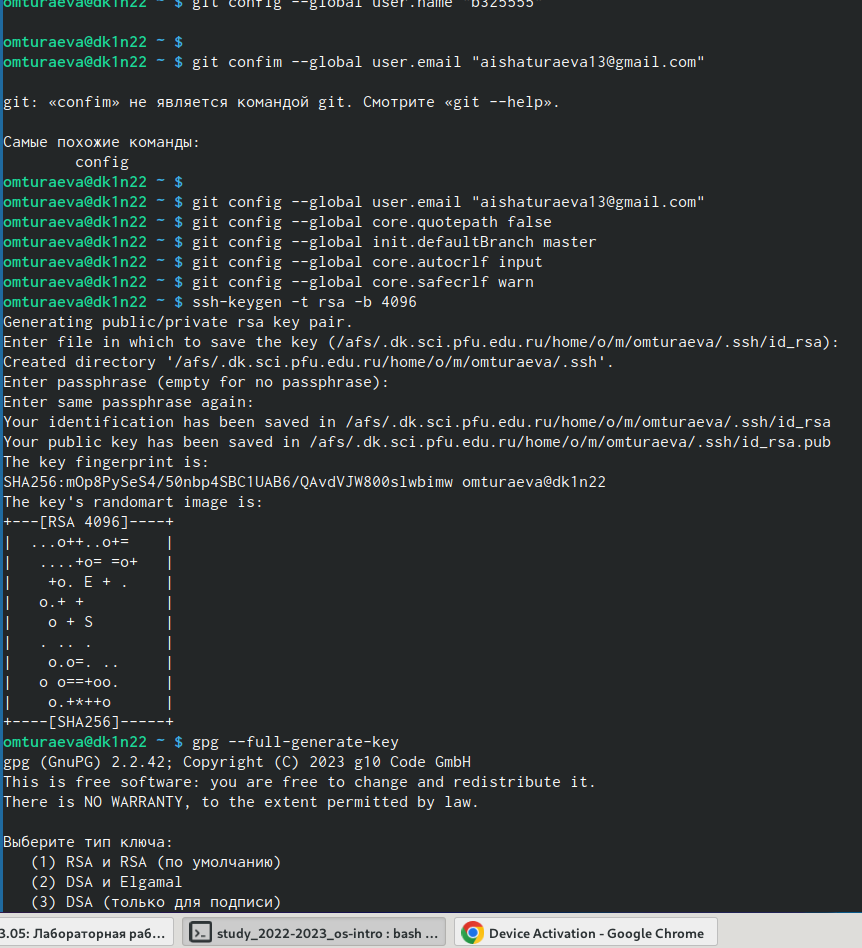 omturaeva@dk1n22 ~ $ git config --global user.name "b325555"
omturaeva@dk1n22 ~ $
omturaeva@dk1n22 ~ $ git confim --global user.email "aishaturaeva13@gmail.com"
git: «confim» не является командой git. Смотрите «git --help».
Самые похожие команды:
config
omturaeva@dk1n22 ~ $
omturaeva@dk1n22 ~ $ git config --global user.email "aishaturaeva13@gmail.com"
omturaeva@dk1n22 ~ $ git config --global core.quotepath false
omturaeva@dk1n22 ~ $ git config --global init.defaultBranch master
omturaeva@dk1n22 ~ $ git config --global core.autocrlf input
omturaeva@dk1n22 ~ $ git config --global core.safecrlf warn
omturaeva@dk1n22 ~ $ ssh-keygen -t rsa -b 4096
Generating public/private rsa key pair.
Enter file in which to save the key (/afs/.dk.sci.pfu.edu.ru/home/o/m/omturaeva/.ssh/id_rsa):
Created directory '/afs/.dk.sci.pfu.edu.ru/home/o/m/omturaeva/.ssh'.
Enter passphrase (empty for no passphrase):
Enter same passphrase again:
Your identification has been saved in /afs/.dk.sci.pfu.edu.ru/home/o/m/omturaeva/.ssh/id_rsa
Your public key has been saved in /afs/.dk.sci.pfu.edu.ru/home/o/m/omturaeva/.ssh/id_rsa.pub
The key fingerprint is:
SHA256:mOp8PySeS4/50nbp4SBC1UAB6/QAvdVJW800slwbimw omturaeva@dk1n22
The key's randomart image is:
+---[RSA 4096]----+
|  ...o++..o+=    |
|   ....+o= =o+   |
|    +o. E + .    |
|   o.+ +         |
|    o + S        |
|   . .. .        |
|    o.o=. ..     |
|   o o==+oo.     |
|    o.+*++o      |
+----[SHA256]-----+
omturaeva@dk1n22 ~ $ gpg --full-generate-key
gpg (GnuPG) 2.2.42; Copyright (C) 2023 g10 Code GmbH
This is free software: you are free to change and redistribute it.
There is NO WARRANTY, to the extent permitted by law.
Выберите тип ключа:
(1) RSA и RSA (по умолчанию)
(2) DSA и Elgamal
(3) DSA (только для подписи)
3.05: Лабораторная раб...
study_2022-2023_os-intro : bash ...
Device Activation - Google Chrome